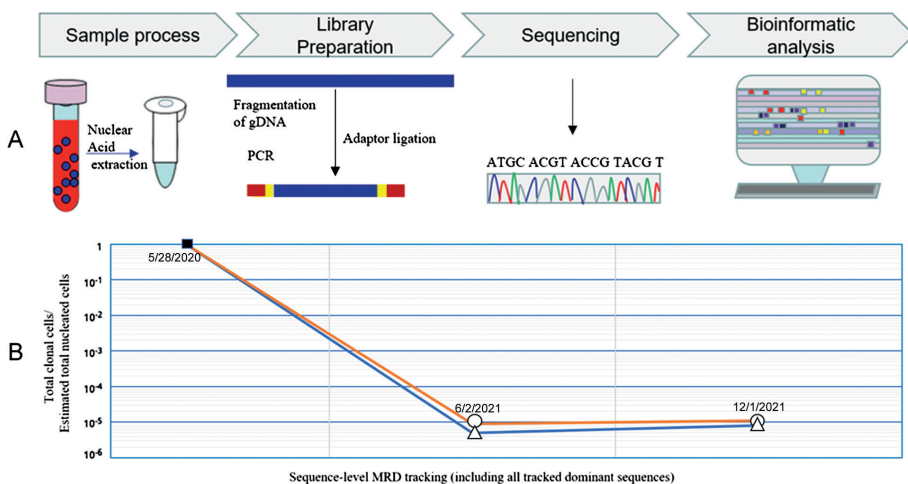 Sample process
Library
Preparation
Sequencing
Bioinformatic
analysis
A
Nuclear
Acid
extraction
Fragmentation
of gDNA
Adaptor ligation
PCR
ATGC ACGT ACCG TACG T
B
Total clonal cells/
Estimated total nucleated cells
1
10-1
10-2
10-3
10-4
10-5
10-6
5/28/2020
6/2/2021
12/1/2021
Sequence-level MRD tracking (including all tracked dominant sequences)